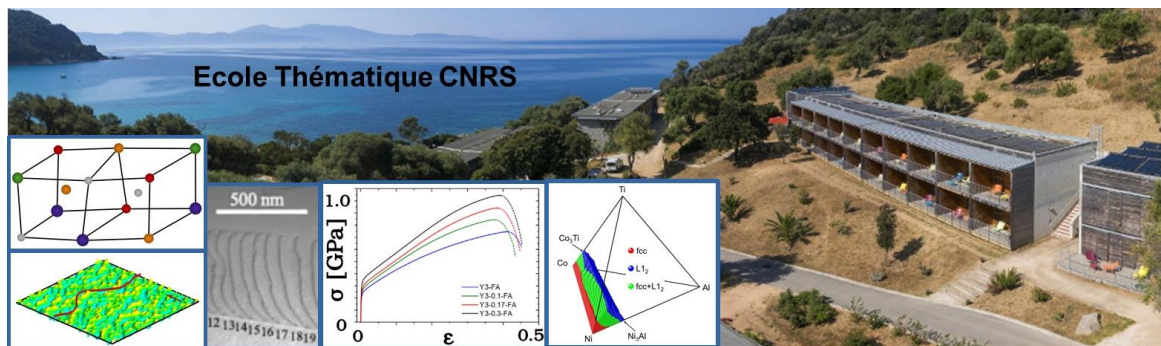 Ecole Thématique CNRS
500 nm
12 13 14 15 16 17 18 19
1.0
σ [GPa]
0
0
ε
0.5
Y3-FA
Y3-0.1-FA
Y3-0.17-FA
Y3-0.3-FA
Ti
Co₃Ti
Co
fcc
L1₂
fcc+L1₂
Al
Ni
Ni₃Al